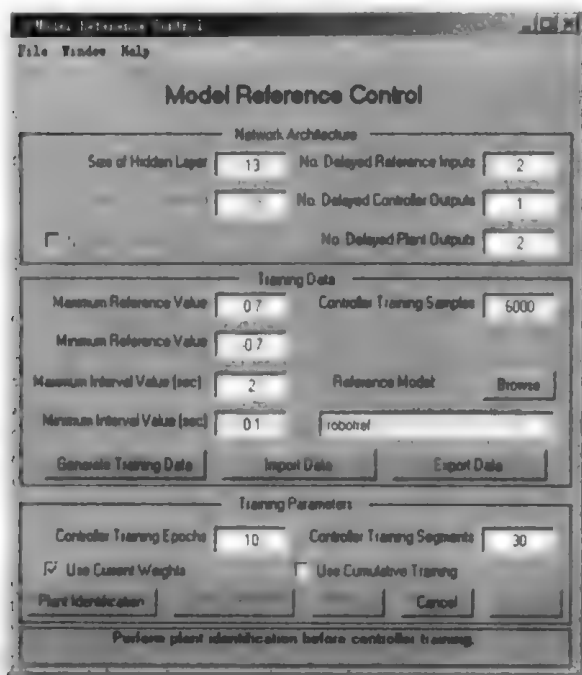 Model Reference Control
File Window Help
Model Reference Control
Network Architecture
Size of Hidden Layer 13 No. Delayed Reference Inputs 2
No. Delayed Controller Outputs 1
No. Delayed Plant Outputs 2
Training Data
Maximum Reference Value 0.7 Controller Training Samples 6000
Minimum Reference Value -0.7
Maximum Interval Value (sec) 2 Reference Model: Browse
Minimum Interval Value (sec) 0.1 robotref
Generate Training Data Import Data Export Data
Training Parameters
Controller Training Epochs 10 Controller Training Segments 30
Use Current Weights Use Cumulative Training
Plant Identification Cancel
Perform plant identification before controller training.